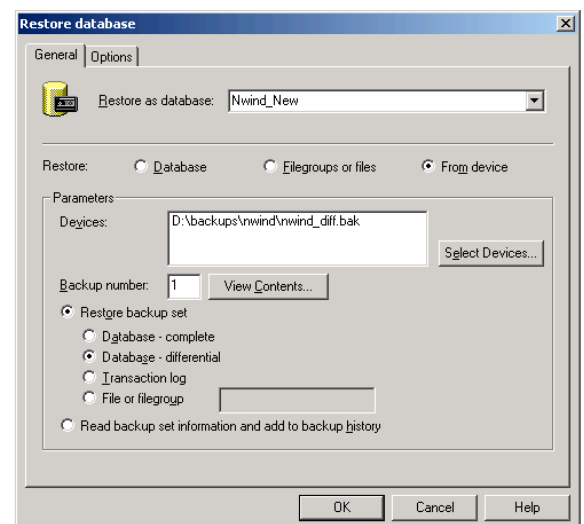 Restore database
General Options
Restore as database: Nwind_New
Restore: Database Filegroups or files From device
Parameters
Devices: D:\backups\nwind\nwind_diff.bak
Select Devices...
Backup number: 1 View Contents...
Restore backup set
Database - complete
Database - differential
Transaction log
File or filegroup
Read backup set information and add to backup history
OK Cancel Help